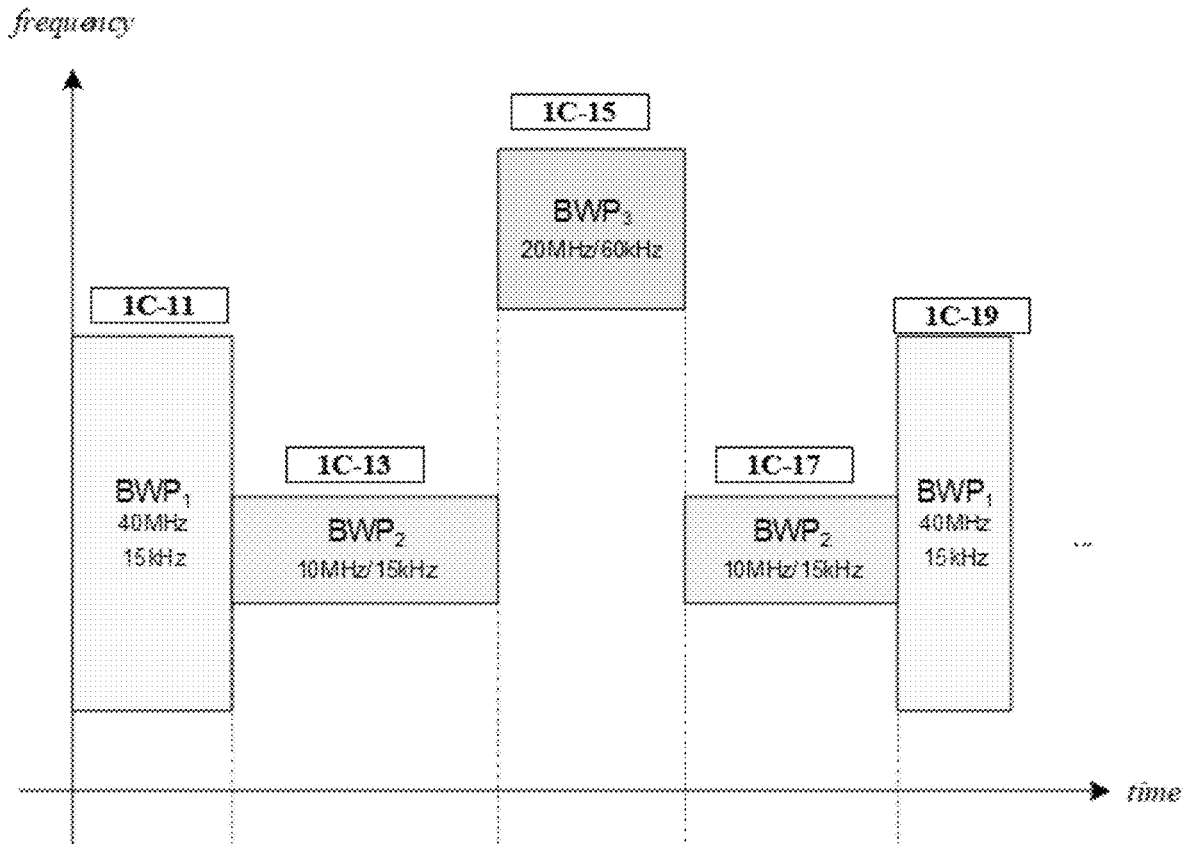 frequency
1C-15
BWP₃
20MHz/60kHz
1C-11
1C-19
BWP₁
40MHz
15kHz
1C-13
BWP₂
10MHz/15kHz
1C-17
BWP₂
10MHz/15kHz
BWP₁
40MHz
15kHz
...
time